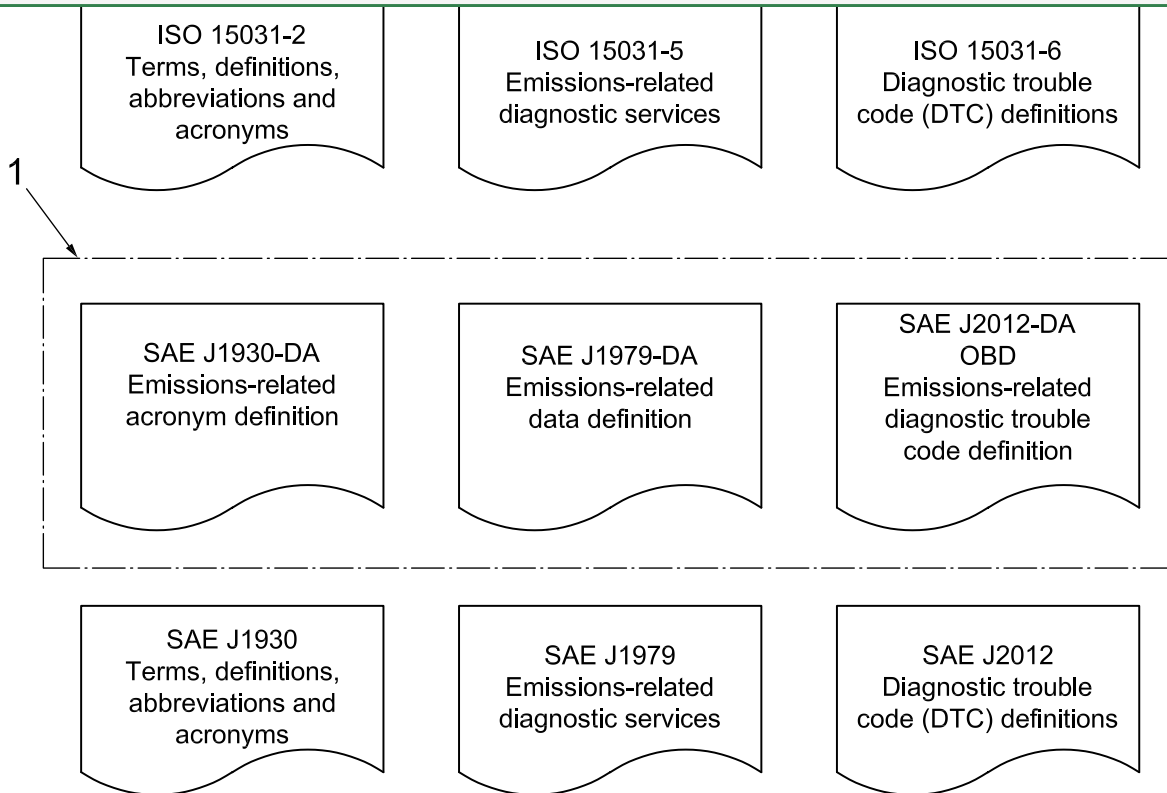 ISO 15031-2
Terms, definitions,
abbreviations and
acronyms
ISO 15031-5
Emissions-related
diagnostic services
ISO 15031-6
Diagnostic trouble
code (DTC) definitions
1
SAE J1930-DA
Emissions-related
acronym definition
SAE J1979-DA
Emissions-related
data definition
SAE J2012-DA
OBD
Emissions-related
diagnostic trouble
code definition
SAE J1930
Terms, definitions,
abbreviations and
acronyms
SAE J1979
Emissions-related
diagnostic services
SAE J2012
Diagnostic trouble
code (DTC) definitions